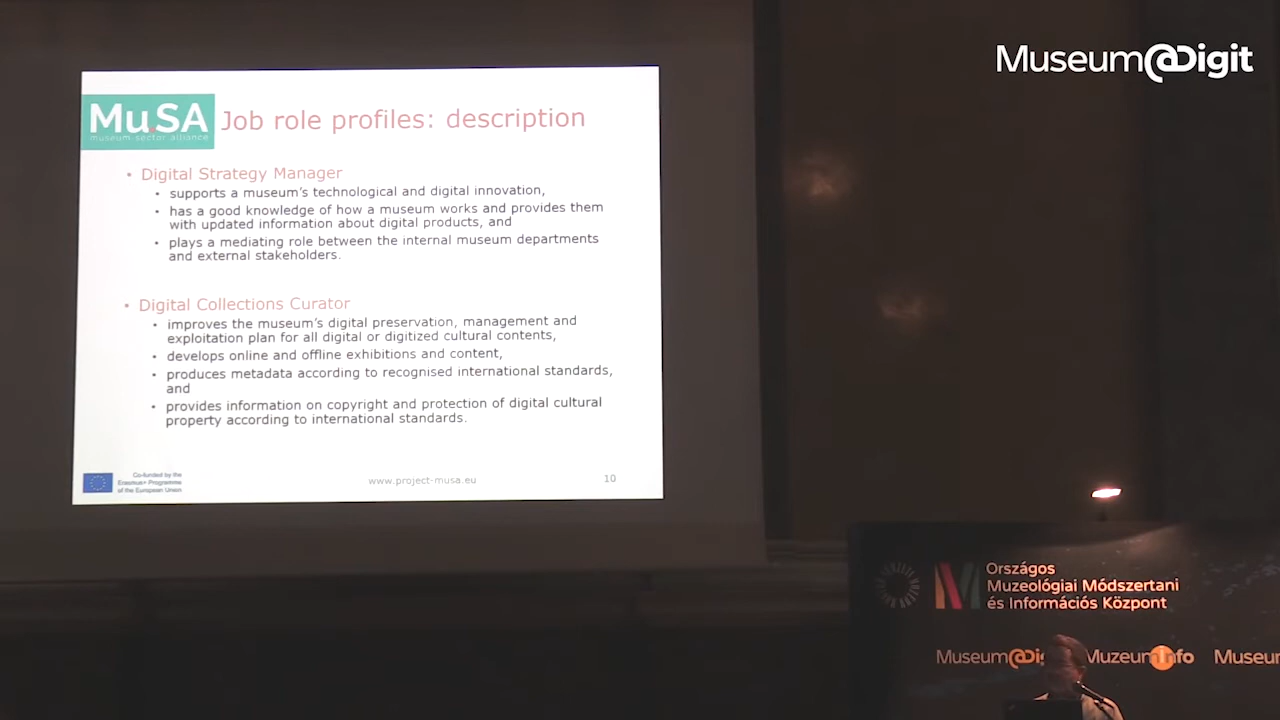 Museum@Digit
MuSA
museum sector alliance
Job role profiles: description
• Digital Strategy Manager
• supports a museum's technological and digital innovation,
• has a good knowledge of how a museum works and provides them
with updated information about digital products, and
• plays a mediating role between the internal museum departments
and external stakeholders.
• Digital Collections Curator
• improves the museum's digital preservation, management and
exploitation plan for all digital or digitized cultural contents,
• develops online and offline exhibitions and content,
• produces metadata according to recognised international standards,
and
• provides information on copyright and protection of digital cultural
property according to international standards.
Co-funded by the
Erasmus+ Programme
of the European Union
www.project-musa.eu
10
Országos
Muzeológiai Módszertani
és Információs Központ
Museum@Digi
Muzeum.info
Museum